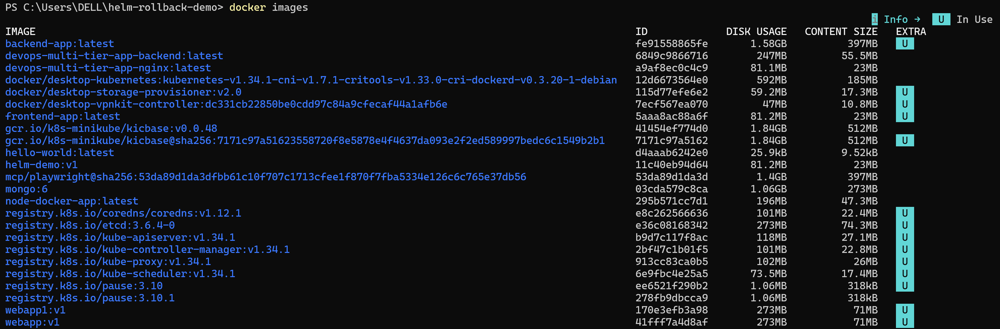 PS C:\Users\DELL\helm-rollback-demo> docker images
i Info → U In Use
IMAGE ID DISK USAGE CONTENT SIZE EXTRA
backend-app:latest fe91558865fe 1.58GB 397MB U
devops-multi-tier-app-backend:latest 6849c9866716 247MB 55.5MB
devops-multi-tier-app-nginx:latest a9af8ec0c4c9 81.1MB 23MB
docker/desktop-kubernetes:kubernetes-v1.34.1-cni-v1.7.1-critools-v1.33.0-cri-dockerd-v0.3.20-1-debian 12d6673564e0 592MB 185MB
docker/desktop-storage-provisioner:v2.0 115d77efe6e2 59.2MB 17.3MB U
docker/desktop-vpnkit-controller:dc331cb22850be0cdd97c84a9cfecaf44a1afb6e 7ecf567ea070 47MB 10.8MB U
frontend-app:latest 5aaa8ac88a6f 81.2MB 23MB U
gcr.io/k8s-minikube/kicbase:v0.0.48 41454ef774d0 1.84GB 512MB
gcr.io/k8s-minikube/kicbase@sha256:7171c97a51623558720f8e5878e4f4637da093e2f2ed589997bedc6c1549b2b1 7171c97a5162 1.84GB 512MB U
hello-world:latest d4aaab6242e0 25.9kB 9.52kB
helm-demo:v1 11c40eb94d64 81.2MB 23MB
mcp/playwright@sha256:53da89d1da3dfbb61c10f707c1713cfee1f870f7fba5334e126c6c765e37db56 53da89d1da3d 1.4GB 397MB
mongo:6 03cda579c8ca 1.06GB 273MB
node-docker-app:latest 295b571cc7d1 196MB 47.3MB
registry.k8s.io/coredns/coredns:v1.12.1 e8c262566636 101MB 22.4MB U
registry.k8s.io/etcd:3.6.4-0 e36c08168342 273MB 74.3MB U
registry.k8s.io/kube-apiserver:v1.34.1 b9d7c117f8ac 118MB 27.1MB U
registry.k8s.io/kube-controller-manager:v1.34.1 2bf47c1b01f5 101MB 22.8MB U
registry.k8s.io/kube-proxy:v1.34.1 913cc83ca0b5 102MB 26MB U
registry.k8s.io/kube-scheduler:v1.34.1 6e9fbc4e25a5 73.5MB 17.4MB U
registry.k8s.io/pause:3.10 ee6521f290b2 1.06MB 318kB U
registry.k8s.io/pause:3.10.1 278fb9dbcca9 1.06MB 318kB
webapp1:v1 170e3efb3a98 273MB 71MB U
webapp:v1 41fff7a4d8af 273MB 71MB U